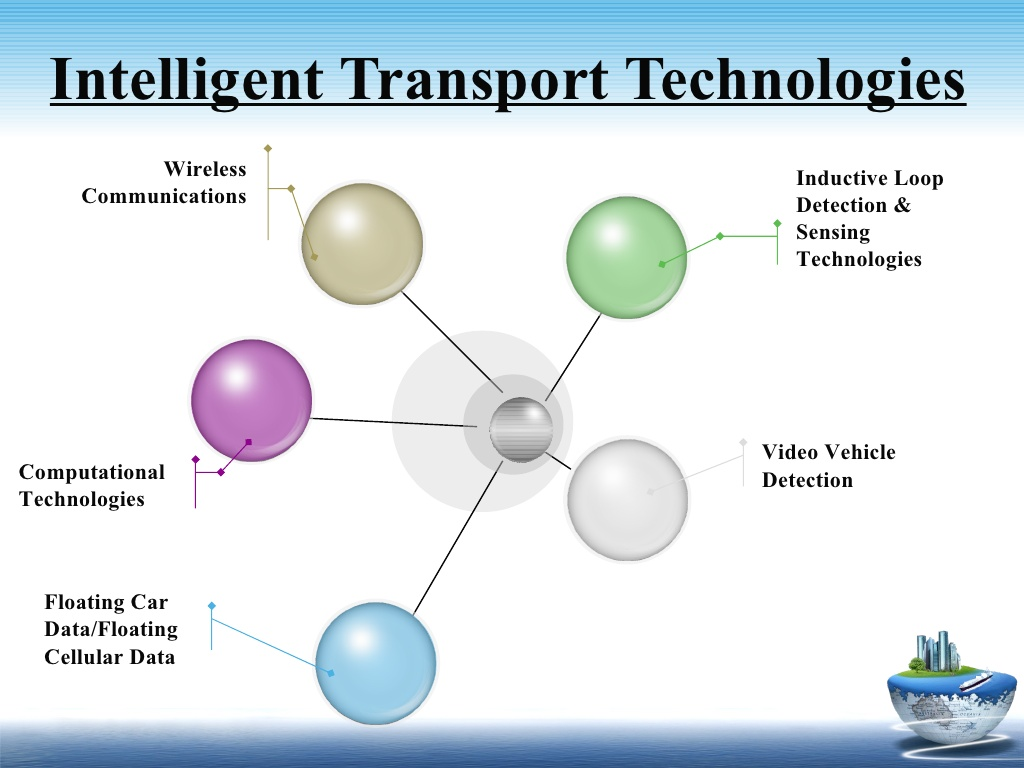 Intelligent Transport Technologies
Wireless
Communications
Inductive Loop
Detection &
Sensing
Technologies
Computational
Technologies
Video Vehicle
Detection
Floating Car
Data/Floating
Cellular Data